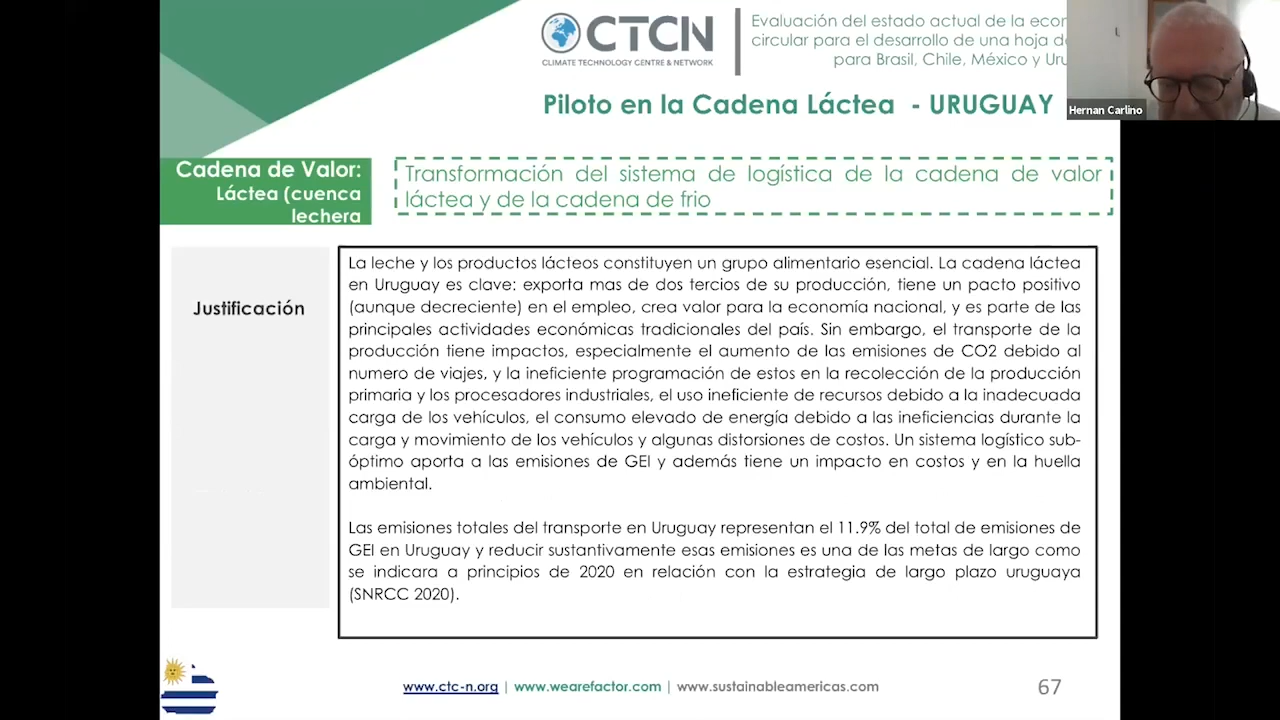 CTCN
CLIMATE TECHNOLOGY CENTRE & NETWORK
Evaluación del estado actual de la
circular para el desarrollo de una hoja
para Brasil, Chile, México y
Hernan Carlino
Piloto en la Cadena Láctea - URUGUAY
Cadena de Valor:
Láctea (cuenca
lechera
Transformación del sistema de logística de la cadena de valor
láctea y de la cadena de frio
Justificación
La leche y los productos lácteos constituyen un grupo alimentario esencial. La cadena láctea
en Uruguay es clave: exporta mas de dos tercios de su producción, tiene un pacto positivo
(aunque decreciente) en el empleo, crea valor para la economía nacional, y es parte de las
principales actividades económicas tradicionales del país. Sin embargo, el transporte de la
producción tiene impactos, especialmente el aumento de las emisiones de CO2 debido al
numero de viajes, y la ineficiente programación de estos en la recolección de la producción
primaria y los procesadores industriales, el uso ineficiente de recursos debido a la inadecuada
carga de los vehículos, el consumo elevado de energía debido a las ineficiencias durante la
carga y movimiento de los vehículos y algunas distorsiones de costos. Un sistema logístico sub-
óptimo aporta a las emisiones de GEI y además tiene un impacto en costos y en la huella
ambiental.
Las emisiones totales del transporte en Uruguay representan el 11.9% del total de emisiones de
GEI en Uruguay y reducir sustantivamente esas emisiones es una de las metas de largo como
se indicara a principios de 2020 en relación con la estrategia de largo plazo uruguaya
(SNRCC 2020).
www.ctc-n.org | www.wearefactor.com | www.sustainableamericas.com
67